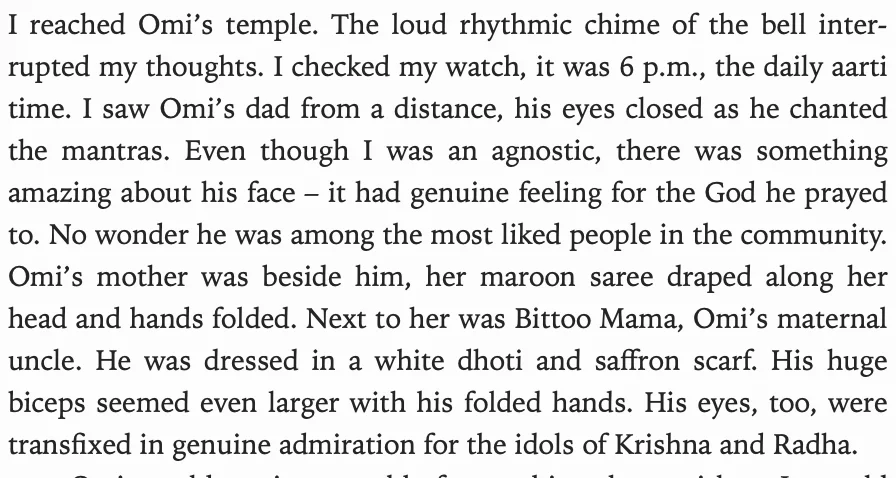 I reached Omi’s temple. The loud rhythmic chime of the bell inter-
rupted my thoughts. I checked my watch, it was 6 p.m., the daily aarti
time. I saw Omi’s dad from a distance, his eyes closed as he chanted
the mantras. Even though I was an agnostic, there was something
amazing about his face – it had genuine feeling for the God he prayed
to. No wonder he was among the most liked people in the community.
Omi’s mother was beside him, her maroon saree draped along her
head and hands folded. Next to her was Bittoo Mama, Omi’s maternal
uncle. He was dressed in a white dhoti and saffron scarf. His huge
biceps seemed even larger with his folded hands. His eyes, too, were
transfixed in genuine admiration for the idols of Krishna and Radha.